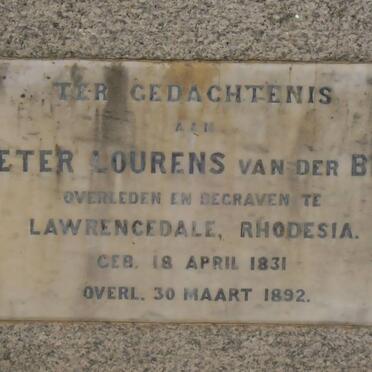 TER GEDACHTENIS
AAN
ETER LOURENS VAN DER B
OVERLEDEN EN BEGRAVEN TE
LAWRENCEDALE, RHODESIA.
GEB. 18 APRIL 1831
OVERL. 30 MAART 1892.